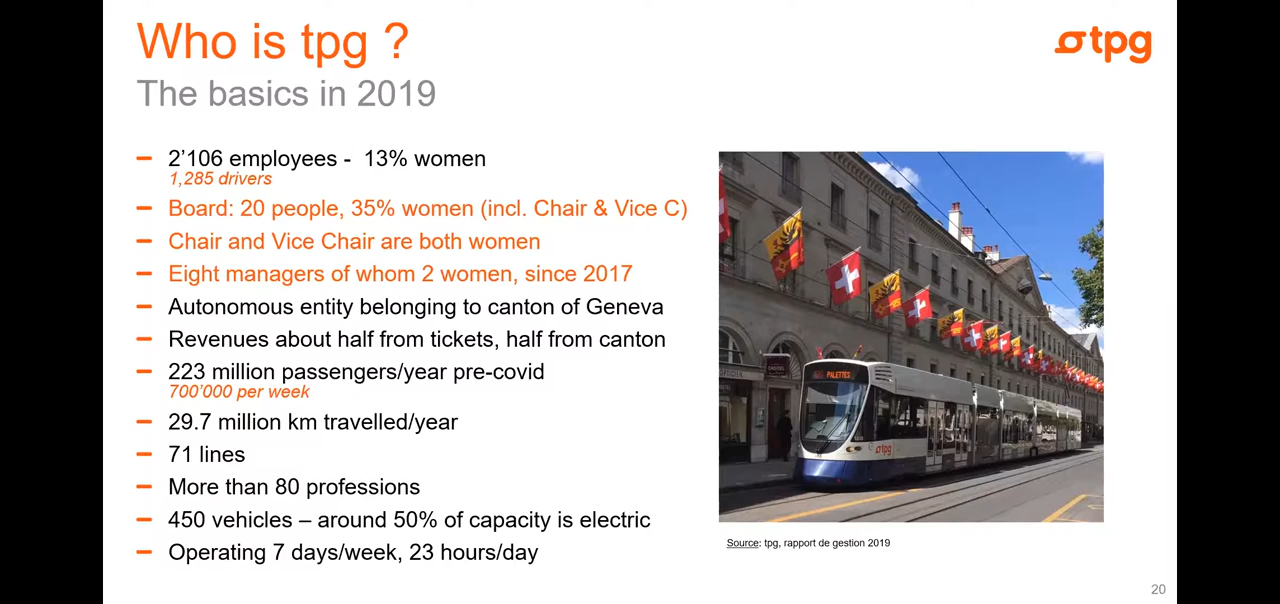 Who is tpg ?
tpg
The basics in 2019
2’106 employees - 13% women
1,285 drivers
Board: 20 people, 35% women (incl. Chair & Vice C)
Chair and Vice Chair are both women
Eight managers of whom 2 women, since 2017
Autonomous entity belonging to canton of Geneva
Revenues about half from tickets, half from canton
223 million passengers/year pre-covid
700’000 per week
29.7 million km travelled/year
71 lines
More than 80 professions
450 vehicles – around 50% of capacity is electric
Operating 7 days/week, 23 hours/day
PALETTES
tpg
Source: tpg, rapport de gestion 2019
20